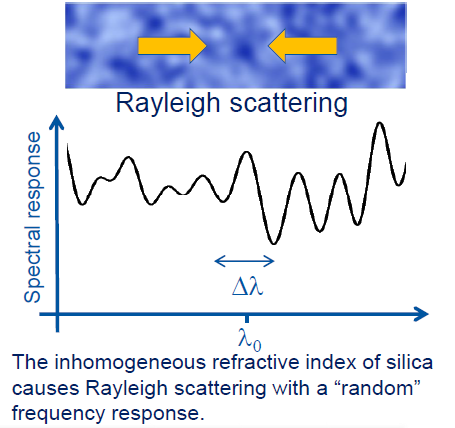 Rayleigh scattering
Spectral response
Δλ
λ0
The inhomogeneous refractive index of silica
causes Rayleigh scattering with a “random”
frequency response.